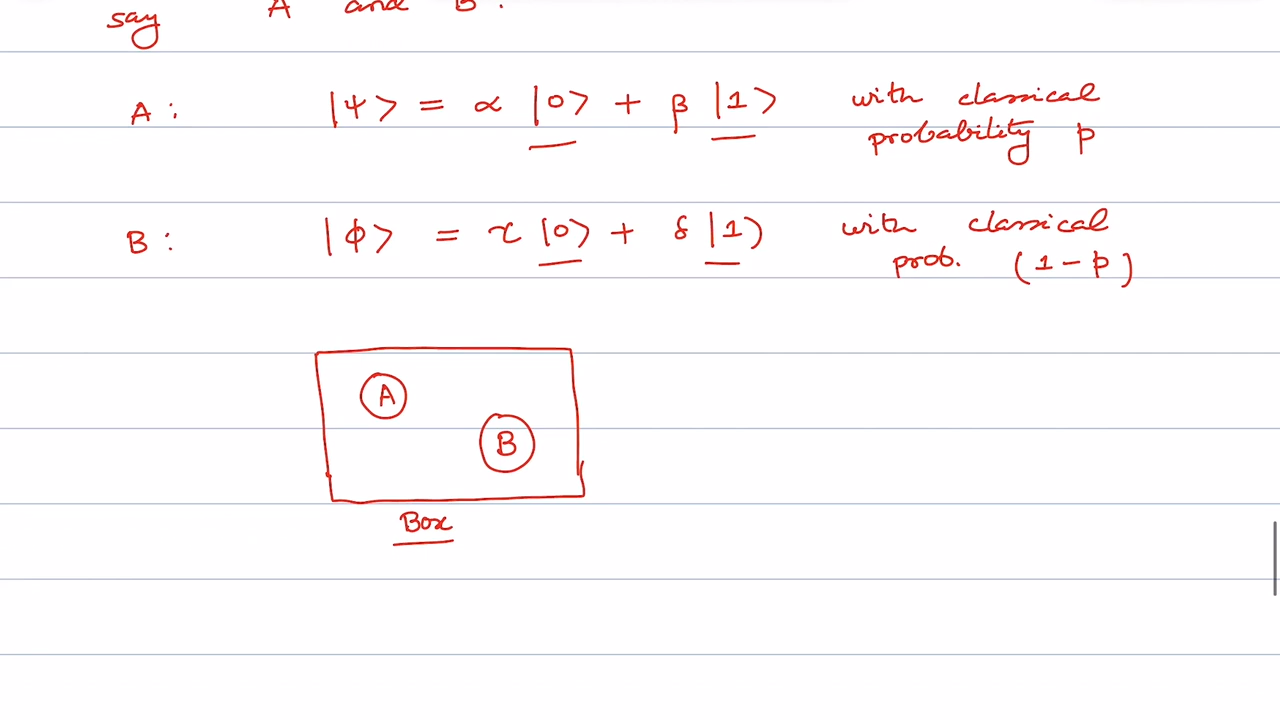 say A and B.
A : |ψ> = α |0> + β |1> with classical
probability p
B : |ϕ> = γ |0> + δ |1> with classical
prob. (1 - p)
A
B
Box